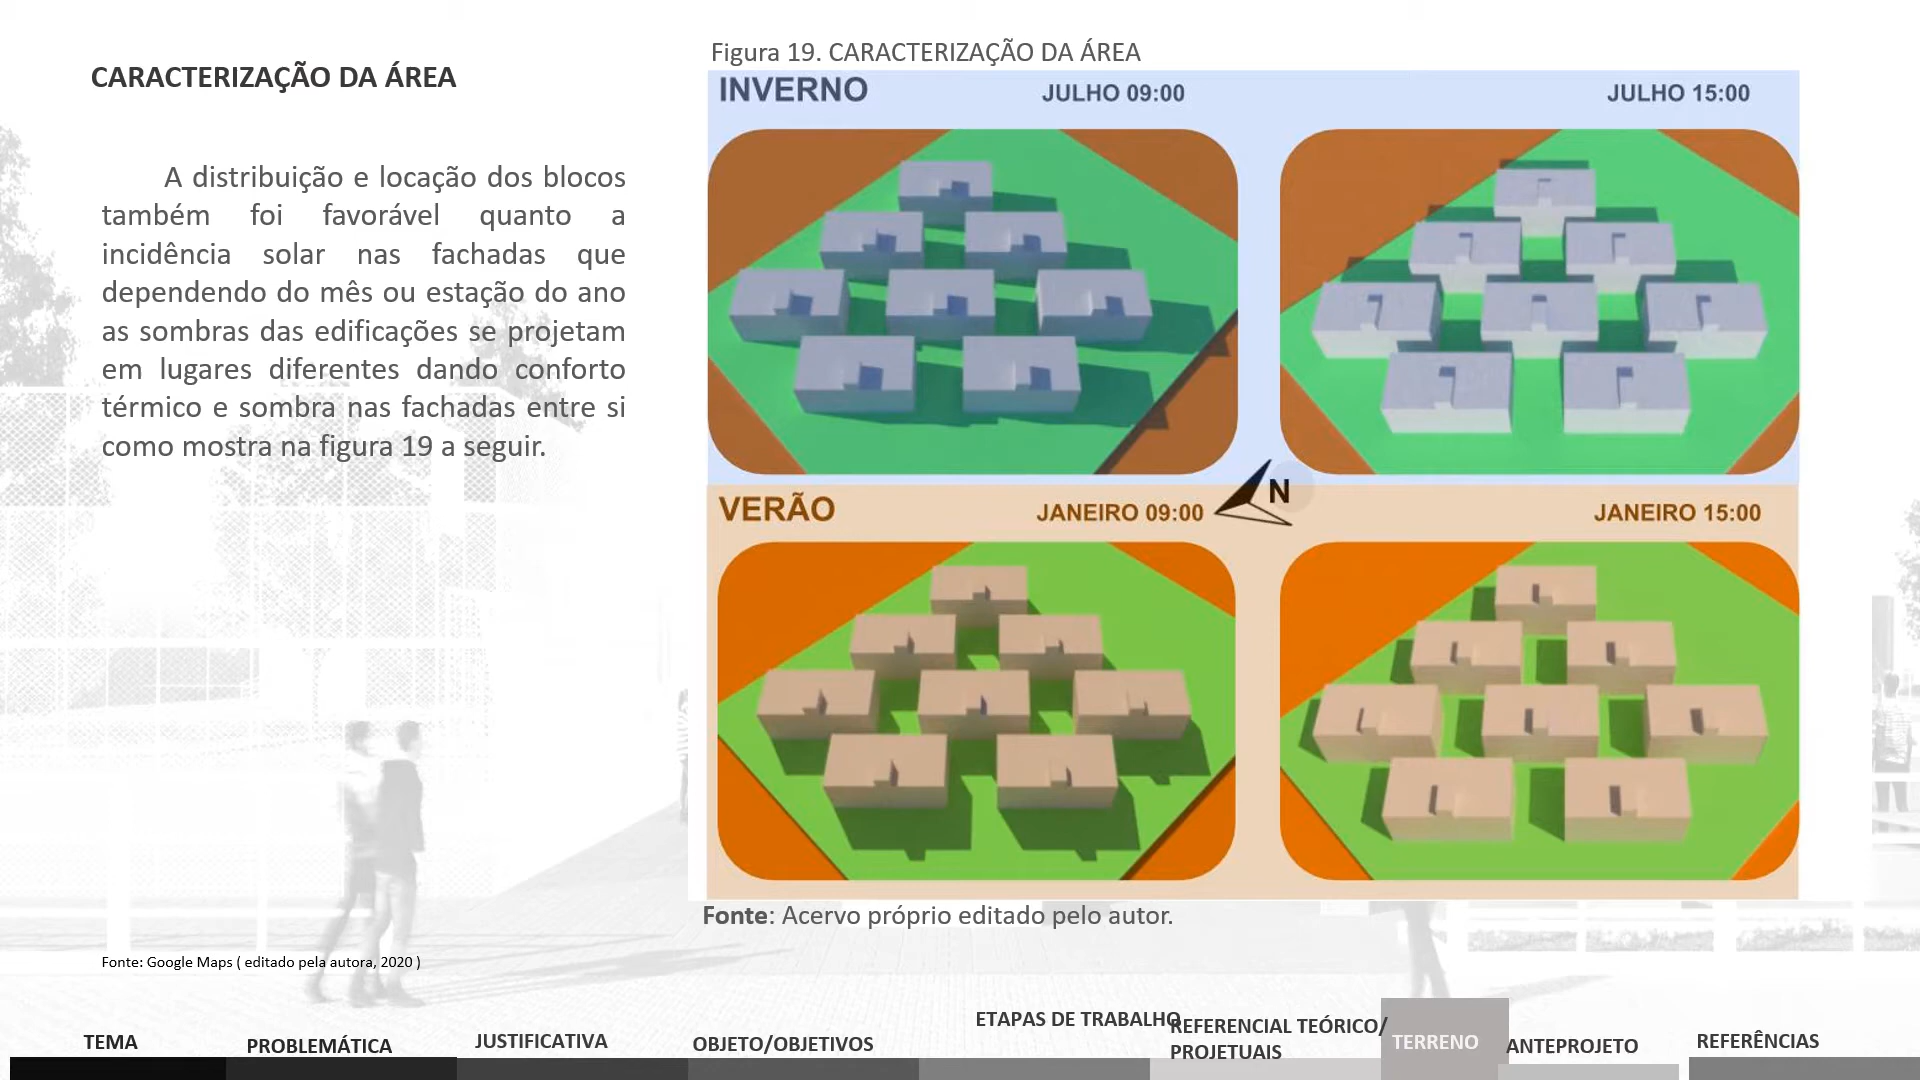 CARACTERIZAÇÃO DA ÁREA
A distribuição e locação dos blocos
também foi favorável quanto a
incidência solar nas fachadas que
dependendo do mês ou estação do ano
as sombras das edificações se projetam
em lugares diferentes dando conforto
térmico e sombra nas fachadas entre si
como mostra na figura 19 a seguir.
Fonte: Google Maps ( editado pela autora, 2020 )
Figura 19. CARACTERIZAÇÃO DA ÁREA
INVERNO
JULHO 09:00
JULHO 15:00
N
VERÃO
JANEIRO 09:00
JANEIRO 15:00
Fonte: Acervo próprio editado pelo autor.
TEMA
PROBLEMÁTICA
JUSTIFICATIVA
OBJETO/OBJETIVOS
ETAPAS DE TRABALHO
REFERENCIAL TEÓRICO/
PROJETUAIS
TERRENO
ANTEPROJETO
REFERÊNCIAS